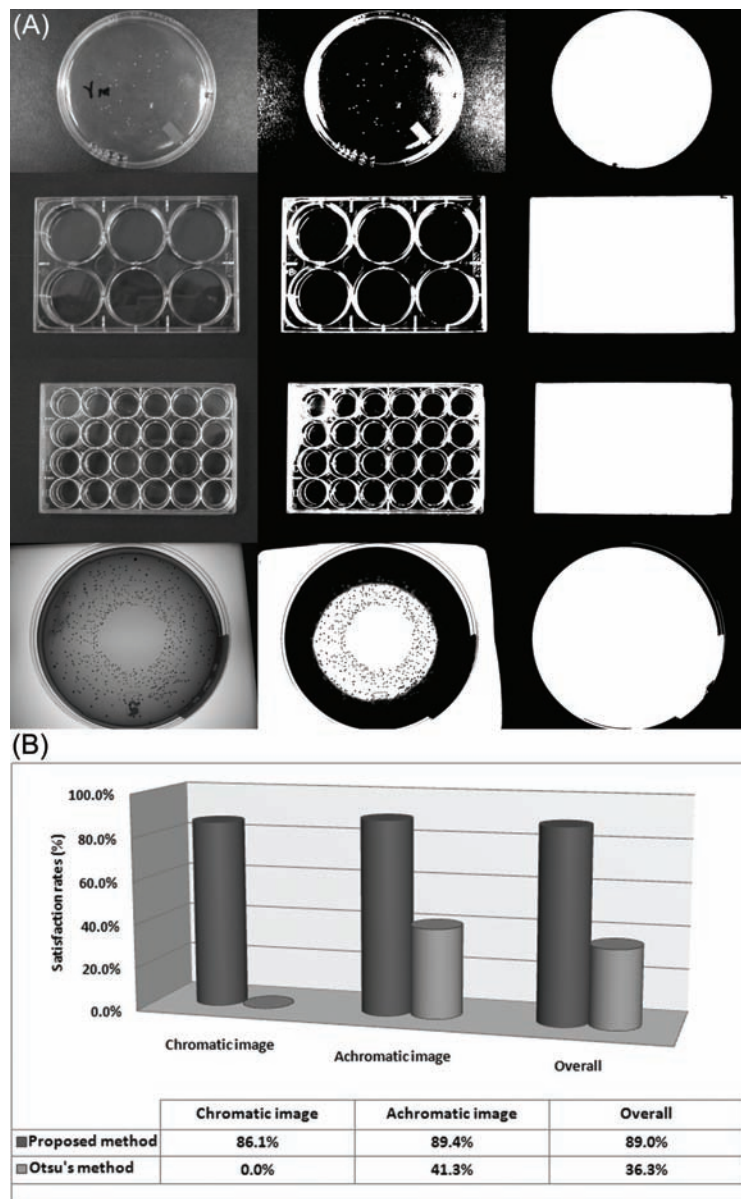 (A)
(B)
100.0%
80.0%
60.0%
40.0%
20.0%
0.0%
Satisfaction rates (%)
Chromatic image
Achromatic image
Overall
Chromatic image Achromatic image Overall
Proposed method 86.1% 89.4% 89.0%
Otsu's method 0.0% 41.3% 36.3%